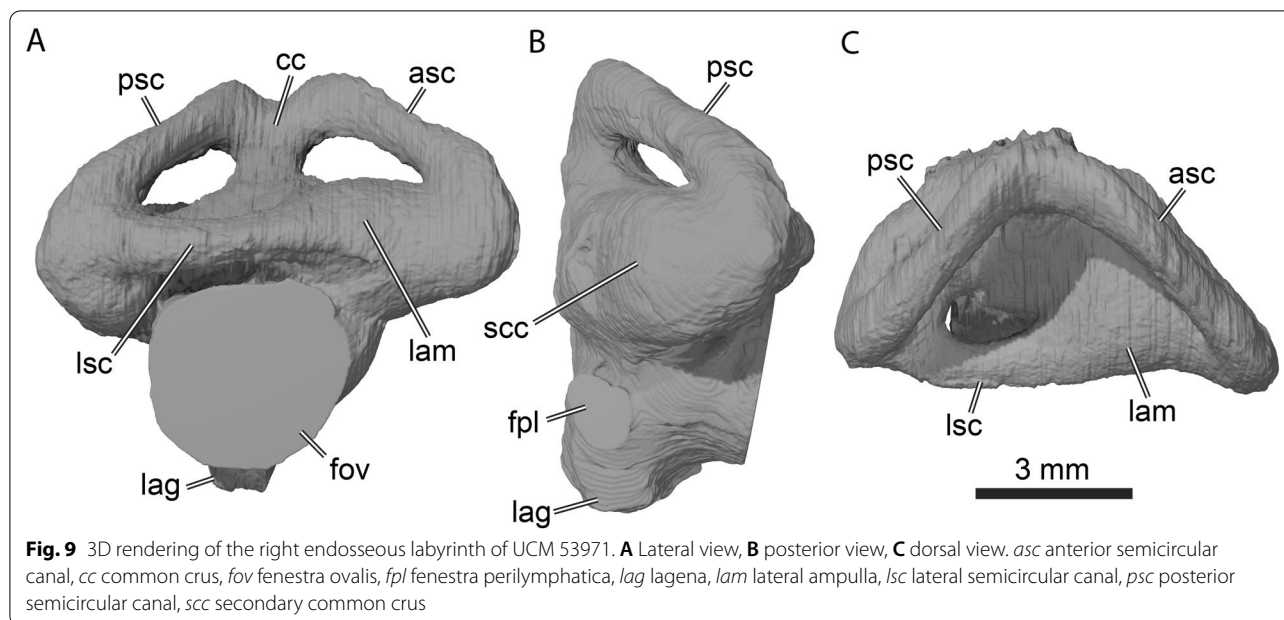 A
B
C
psc
cc
asc
lsc
lam
fov
lag
psc
scc
fpl
lag
psc
asc
lsc
lam
3 mm
Fig. 9 3D rendering of the right endosseous labyrinth of UCM 53971. A Lateral view, B posterior view, C dorsal view. asc anterior semicircular
canal, cc common crus, fov fenestra ovalis, fpl fenestra perilymphatica, lag lagena, lam lateral ampulla, lsc lateral semicircular canal, psc posterior
semicircular canal, scc secondary common crus